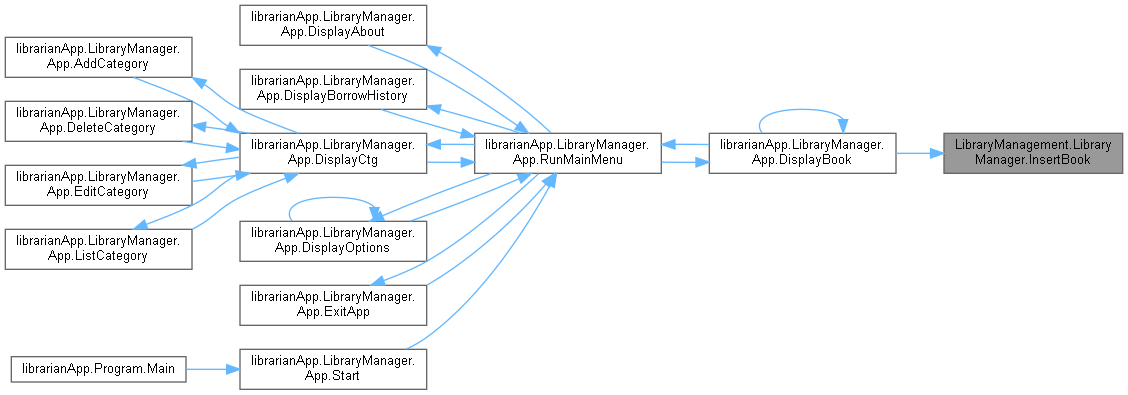 librarianApp.LibraryManager.
App.AddCategory
librarianApp.LibraryManager.
App.DeleteCategory
librarianApp.LibraryManager.
App.EditCategory
librarianApp.LibraryManager.
App.ListCategory
librarianApp.Program.Main
librarianApp.LibraryManager.
App.DisplayAbout
librarianApp.LibraryManager.
App.DisplayBorrowHistory
librarianApp.LibraryManager.
App.DisplayCtg
librarianApp.LibraryManager.
App.DisplayOptions
librarianApp.LibraryManager.
App.ExitApp
librarianApp.LibraryManager.
App.Start
librarianApp.LibraryManager.
App.RunMainMenu
librarianApp.LibraryManager.
App.DisplayBook
LibraryManagement.Library
Manager.InsertBook